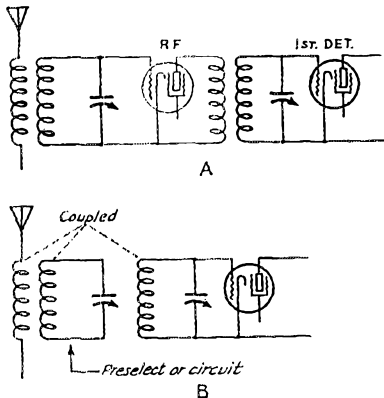 RF
1ST. DET.
A
Coupled
Preselect or circuit
B